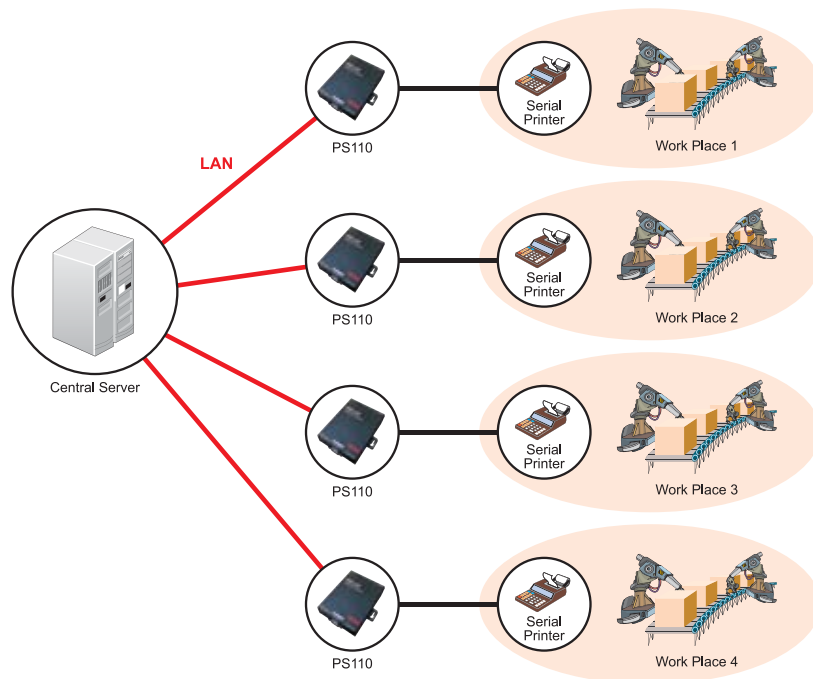 Serial
Printer
PS110
Work Place 1
LAN
Serial
Printer
PS110
Work Place 2
Central Server
Serial
Printer
PS110
Work Place 3
Serial
Printer
PS110
Work Place 4